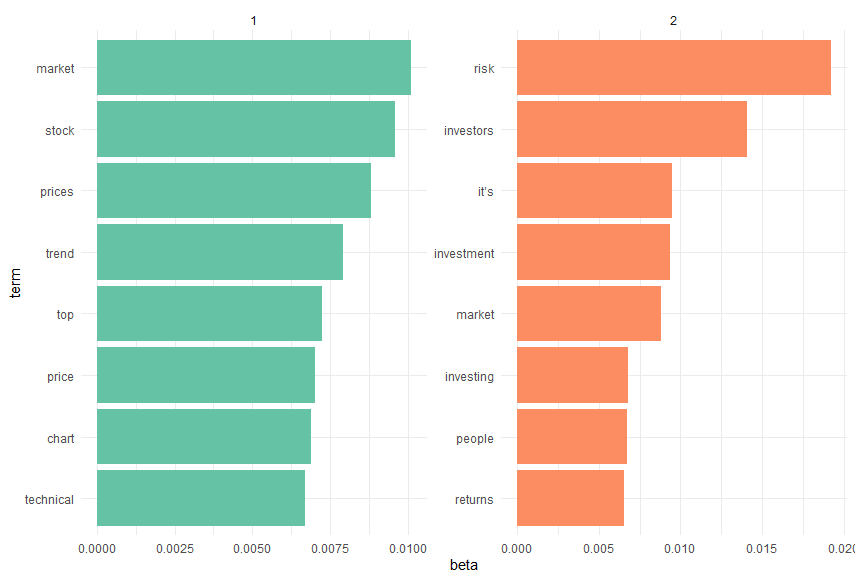 1
2
term
market
stock
prices
trend
top
price
chart
technical
risk
investors
it's
investment
market
investing
people
returns
0.0000
0.0025
0.0050
0.0075
0.0100
0.000
0.005
0.010
0.015
0.020
beta